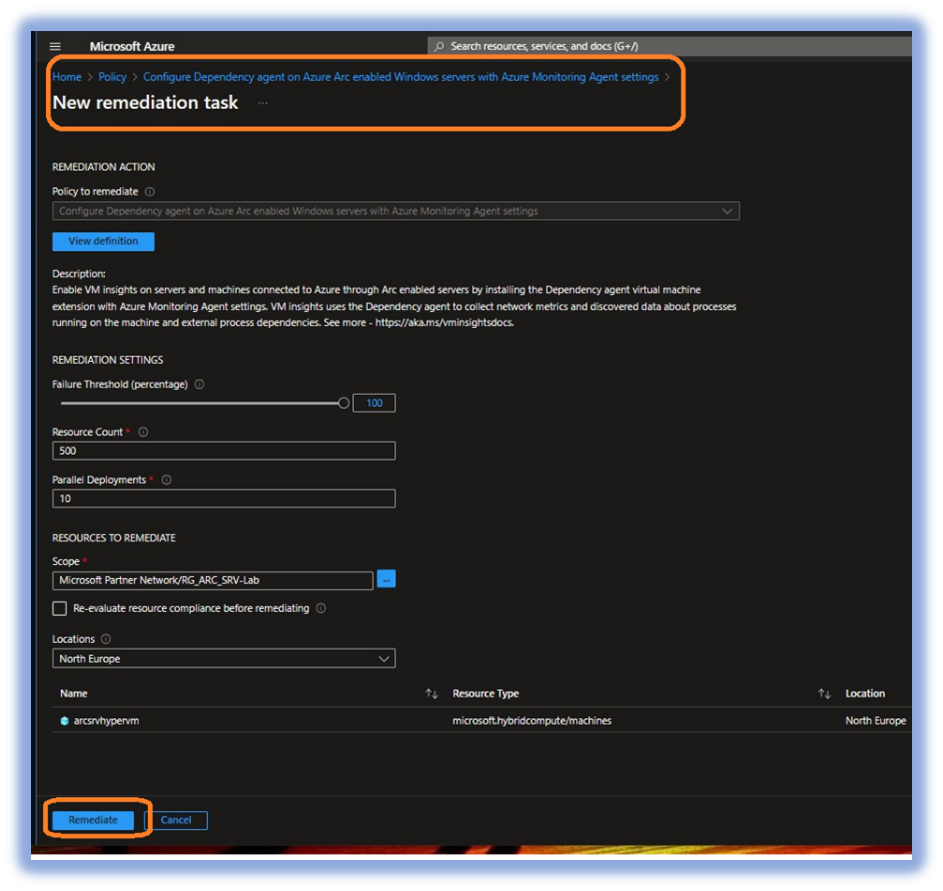 Microsoft Azure
Search resources, services, and docs (G+/)
Home > Policy > Configure Dependency agent on Azure Arc enabled Windows servers with Azure Monitoring Agent settings >
New remediation task ...
REMEDIATION ACTION
Policy to remediate
Configure Dependency agent on Azure Arc enabled Windows servers with Azure Monitoring Agent settings
View definition
Description:
Enable VM insights on servers and machines connected to Azure through Arc enabled servers by installing the Dependency agent virtual machine
extension with Azure Monitoring Agent settings. VM insights uses the Dependency agent to collect network metrics and discovered data about processes
running on the machine and external process dependencies. See more - https://aka.ms/vminsightsdocs.
REMEDIATION SETTINGS
Failure Threshold (percentage)
100
Resource Count *
500
Parallel Deployments *
10
RESOURCES TO REMEDIATE
Scope *
Microsoft Partner Network/RG_ARC_SRV-Lab
...
Re-evaluate resource compliance before remediating
Locations
North Europe
Name ↑↓ Resource Type ↑↓ Location
arcsrvhypervm microsoft.hybridcompute/machines North Europe
Remediate Cancel